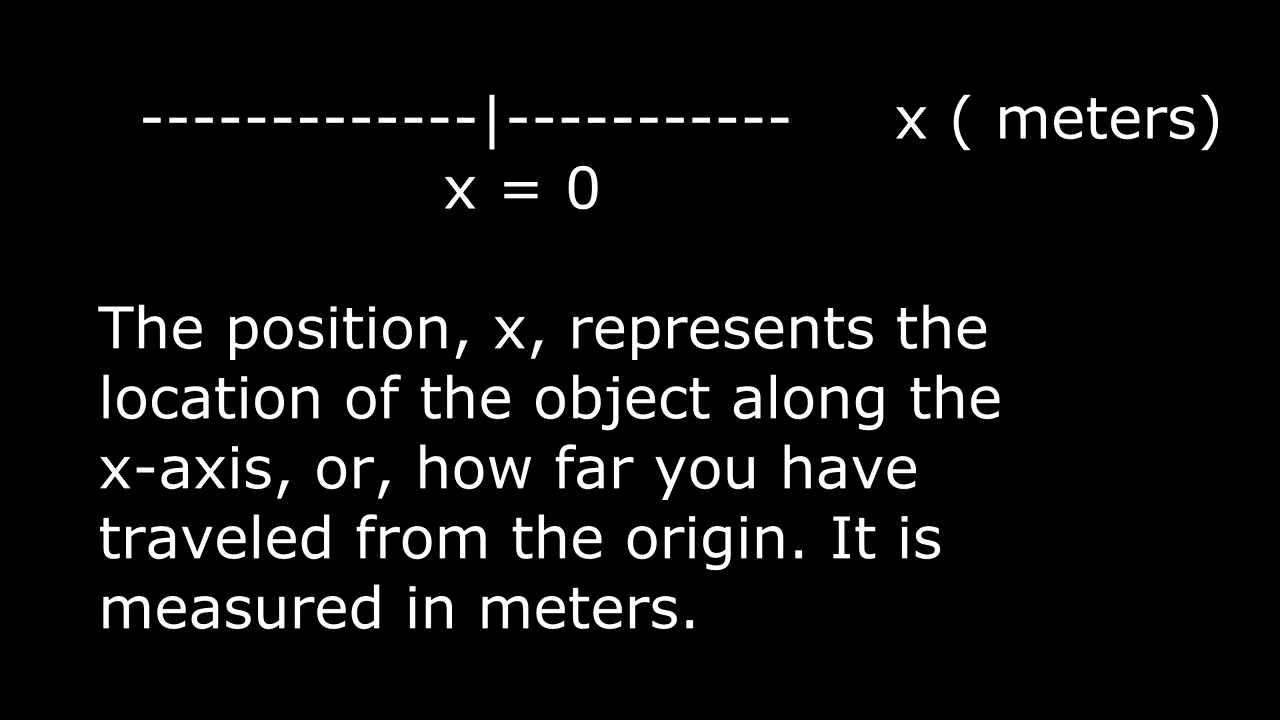 -------------|----------- x ( meters)
x = 0
The position, x, represents the
location of the object along the
x-axis, or, how far you have
traveled from the origin. It is
measured in meters.